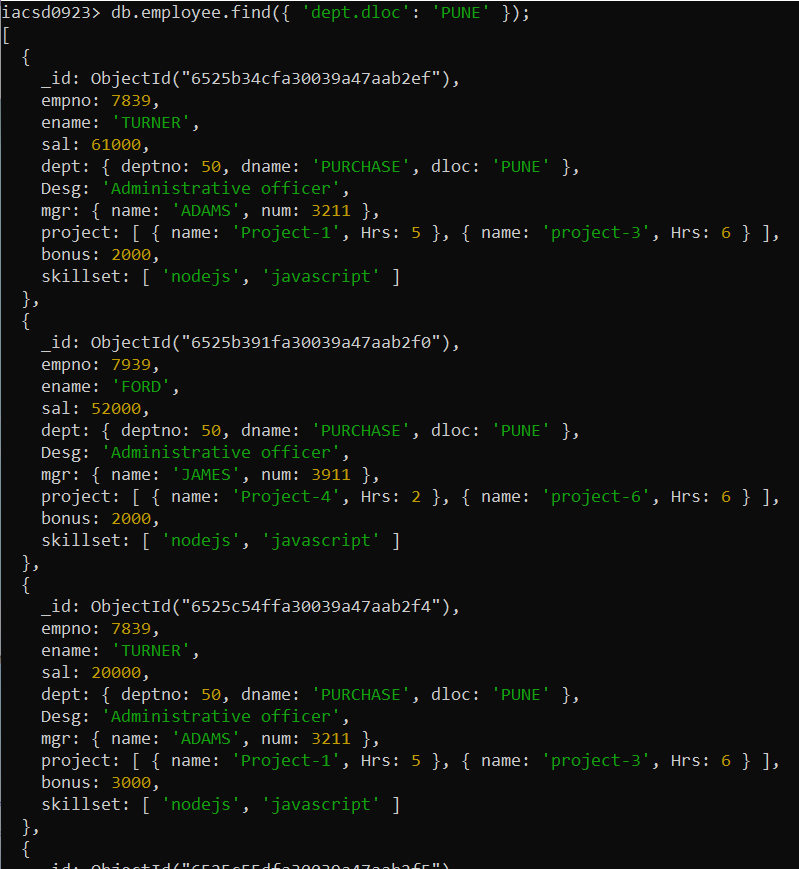 iacsd0923> db.employee.find({ 'dept.dloc': 'PUNE' });
[
  {
    _id: ObjectId("6525b34cfa30039a47aab2ef"),
    empno: 7839,
    ename: 'TURNER',
    sal: 61000,
    dept: { deptno: 50, dname: 'PURCHASE', dloc: 'PUNE' },
    Desg: 'Administrative officer',
    mgr: { name: 'ADAMS', num: 3211 },
    project: [ { name: 'Project-1', Hrs: 5 }, { name: 'project-3', Hrs: 6 } ],
    bonus: 2000,
    skillset: [ 'nodejs', 'javascript' ]
  },
  {
    _id: ObjectId("6525b391fa30039a47aab2f0"),
    empno: 7939,
    ename: 'FORD',
    sal: 52000,
    dept: { deptno: 50, dname: 'PURCHASE', dloc: 'PUNE' },
    Desg: 'Administrative officer',
    mgr: { name: 'JAMES', num: 3911 },
    project: [ { name: 'Project-4', Hrs: 2 }, { name: 'project-6', Hrs: 6 } ],
    bonus: 2000,
    skillset: [ 'nodejs', 'javascript' ]
  },
  {
    _id: ObjectId("6525c54ffa30039a47aab2f4"),
    empno: 7839,
    ename: 'TURNER',
    sal: 20000,
    dept: { deptno: 50, dname: 'PURCHASE', dloc: 'PUNE' },
    Desg: 'Administrative officer',
    mgr: { name: 'ADAMS', num: 3211 },
    project: [ { name: 'Project-1', Hrs: 5 }, { name: 'project-3', Hrs: 6 } ],
    bonus: 3000,
    skillset: [ 'nodejs', 'javascript' ]
  },
  {
    _id: ObjectId("6525c55dfa30039a47aab2f5"),